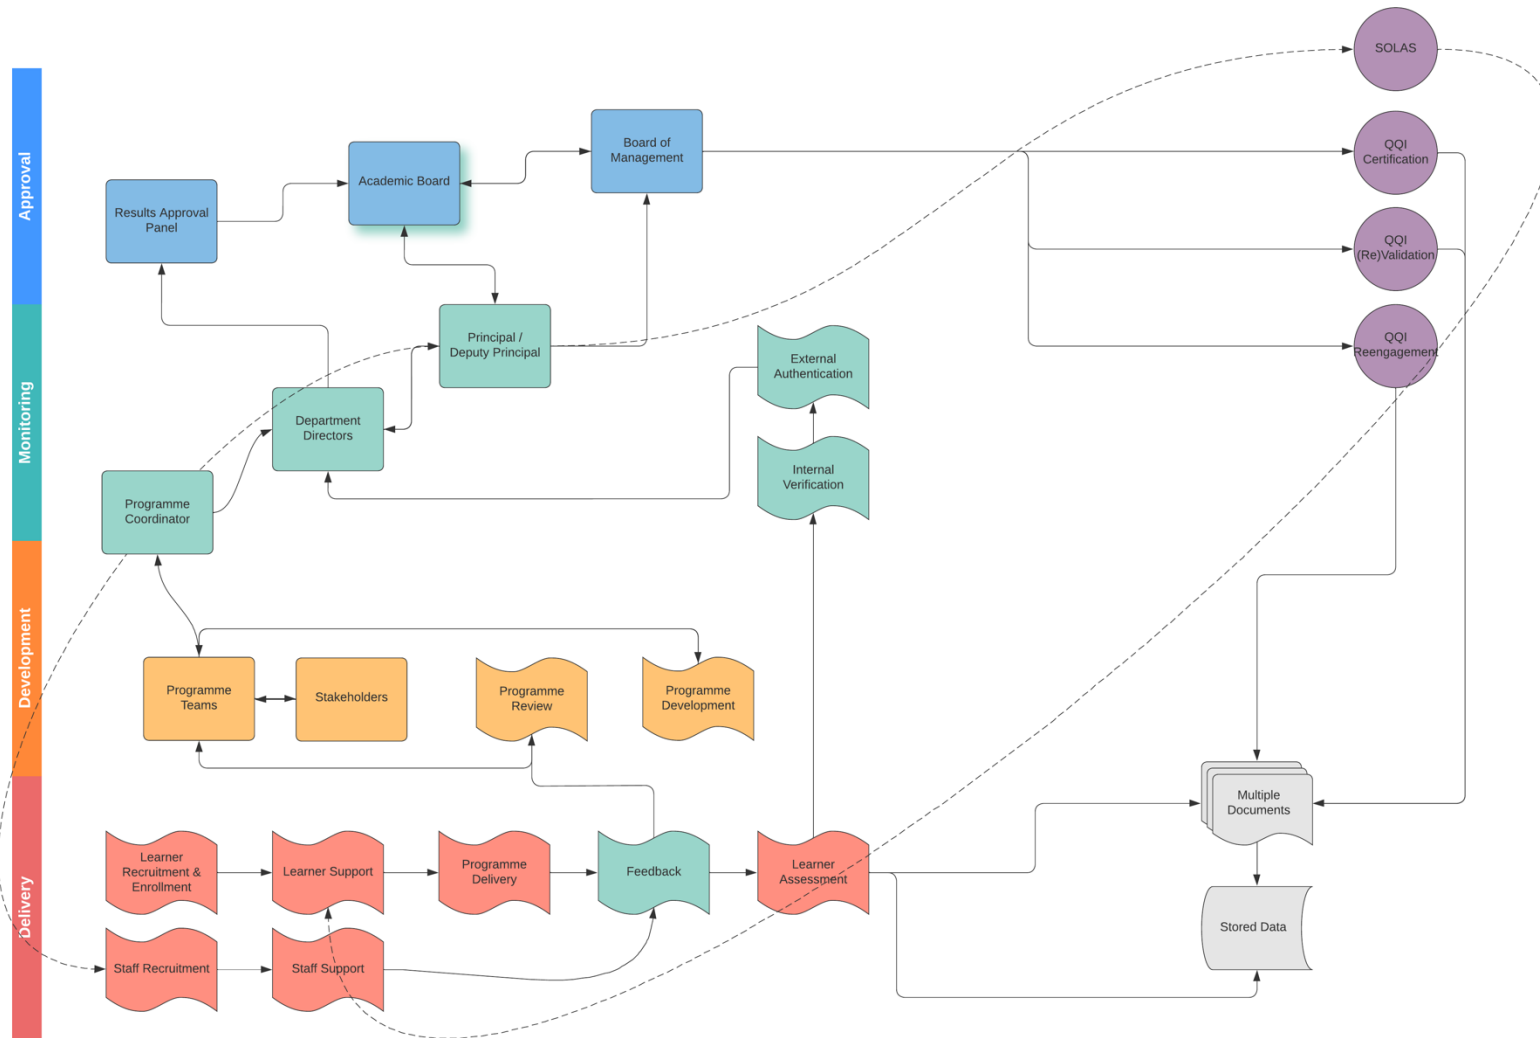 SOLAS
Approval
Board of
Management
QQI
Certification
Academic Board
Results Approval
Panel
QQI
(Re)Validation
Monitoring
Principal /
Deputy Principal
QQI
Reengagement
External
Authentication
Department
Directors
Internal
Verification
Programme
Coordinator
Development
Programme
Teams
Stakeholders
Programme
Review
Programme
Development
Multiple
Documents
Delivery
Learner
Recruitment &
Enrollment
Learner Support
Programme
Delivery
Feedback
Learner
Assessment
Stored Data
Staff Recruitment
Staff Support